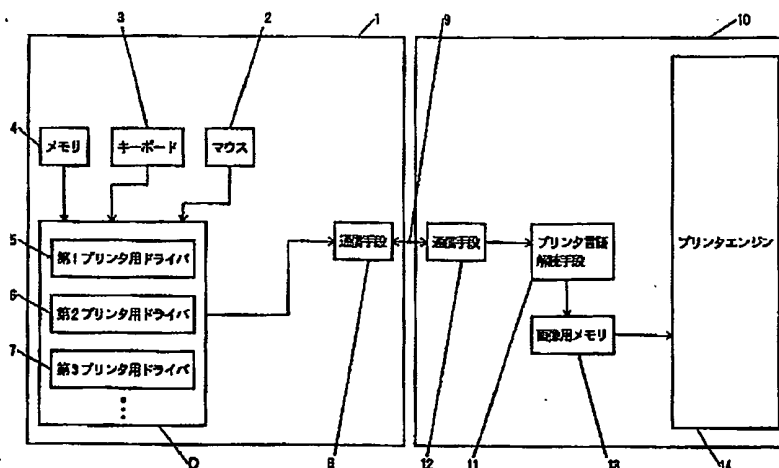 3
2
1
9
10
4
メモリ
キーボード
マウス
5
第1プリンタ用ドライバ
通信手段
通信手段
プリンタ言語
解読手段
プリンタエンジン
6
第2プリンタ用ドライバ
画像用メモリ
7
第3プリンタ用ドライバ
D
8
12
11
13
14